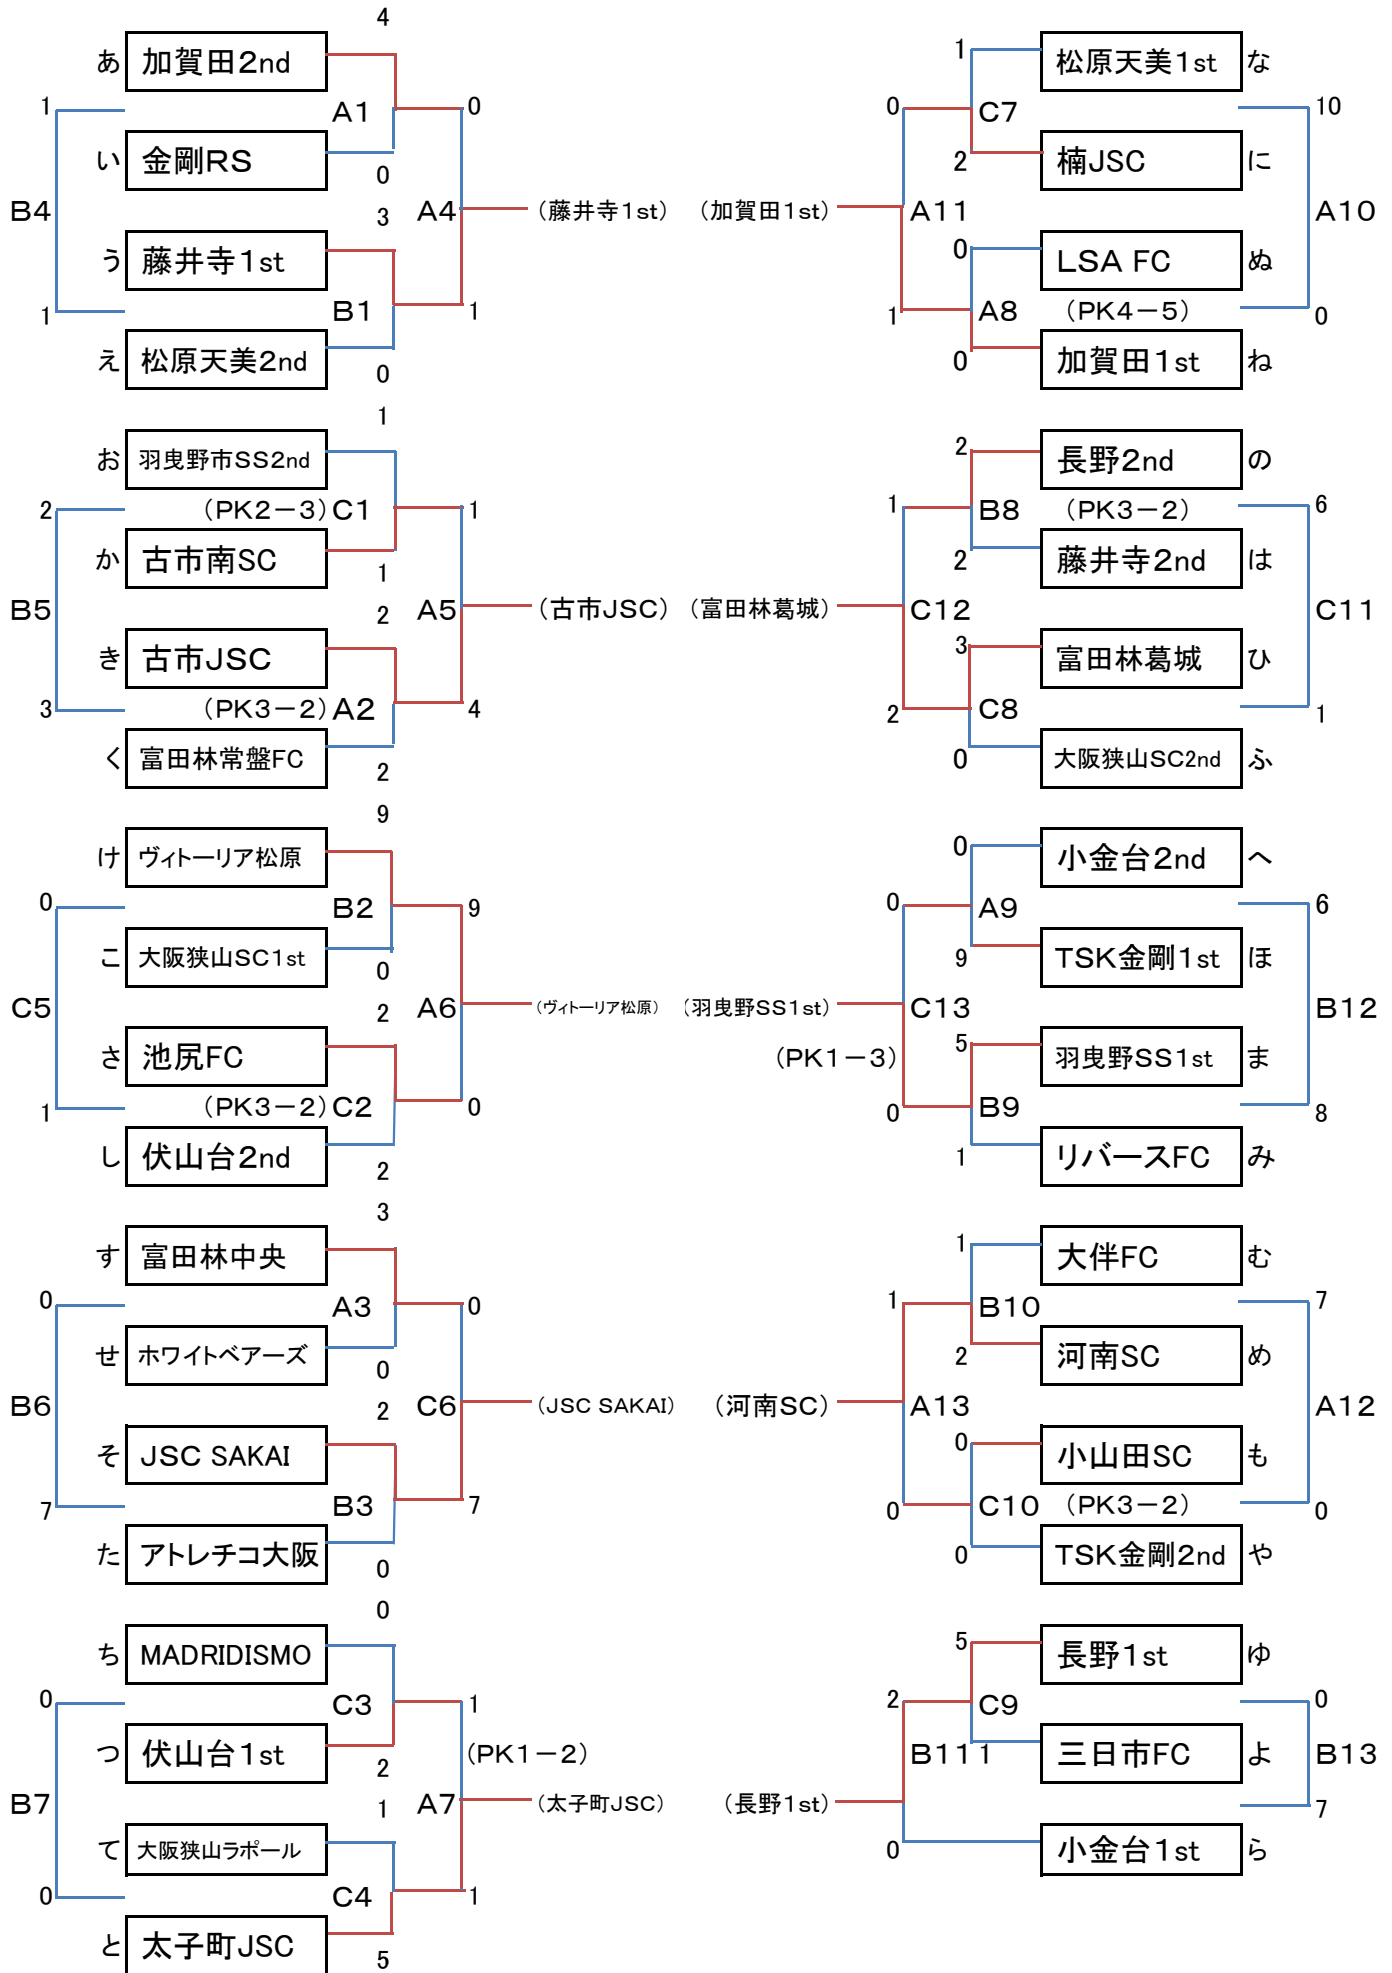 4
あ 加賀田2nd
1 A1 0
い 金剛RS
0
B4 A4 (藤井寺1st)
3
う 藤井寺1st
1 B1 1
え 松原天美2nd
0
1
お 羽曳野市SS2nd
2 (PK2－3) C1 1
か 古市南SC
1
B5 A5 (古市JSC)
2
き 古市JSC
3 (PK3－2) A2 4
く 富田林常盤FC
2
9
け ヴィトーリア松原
0 B2 9
こ 大阪狭山SC1st
0
C5 A6 (ヴィトーリア松原)
2
さ 池尻FC
1 (PK3－2) C2 0
し 伏山台2nd
2
3
す 富田林中央
0 A3 0
せ ホワイトベアーズ
0
B6 C6 (JSC SAKAI)
2
そ JSC SAKAI
7 B3 7
た アトレチコ大阪
0
0
ち MADRIDISMO
0 C3 1
つ 伏山台1st (PK1－2)
2
B7 A7 (太子町JSC)
1
て 大阪狭山ラポール
0 C4 1
と 太子町JSC
5
1 松原天美1st な
0 C7 10
2 楠JSC に
(加賀田1st) A11 A10
0 LSA FC ぬ
1 A8 (PK4－5) 0
0 加賀田1st ね
2 長野2nd の
1 B8 (PK3－2) 6
2 藤井寺2nd は
(富田林葛城) C12 C11
3 富田林葛城 ひ
2 C8 1
0 大阪狭山SC2nd ふ
0 小金台2nd へ
0 A9 6
9 TSK金剛1st ほ
(羽曳野SS1st) C13 B12
(PK1－3) 5 羽曳野SS1st ま
0 B9 8
1 リバースFC み
1 大伴FC む
1 B10 7
2 河南SC め
(河南SC) A13 A12
0 小山田SC も
0 C10 (PK3－2) 0
0 TSK金剛2nd や
5 長野1st ゆ
2 C9 0
B11 1 三日市FC よ B13
(長野1st) 7
0 小金台1st ら